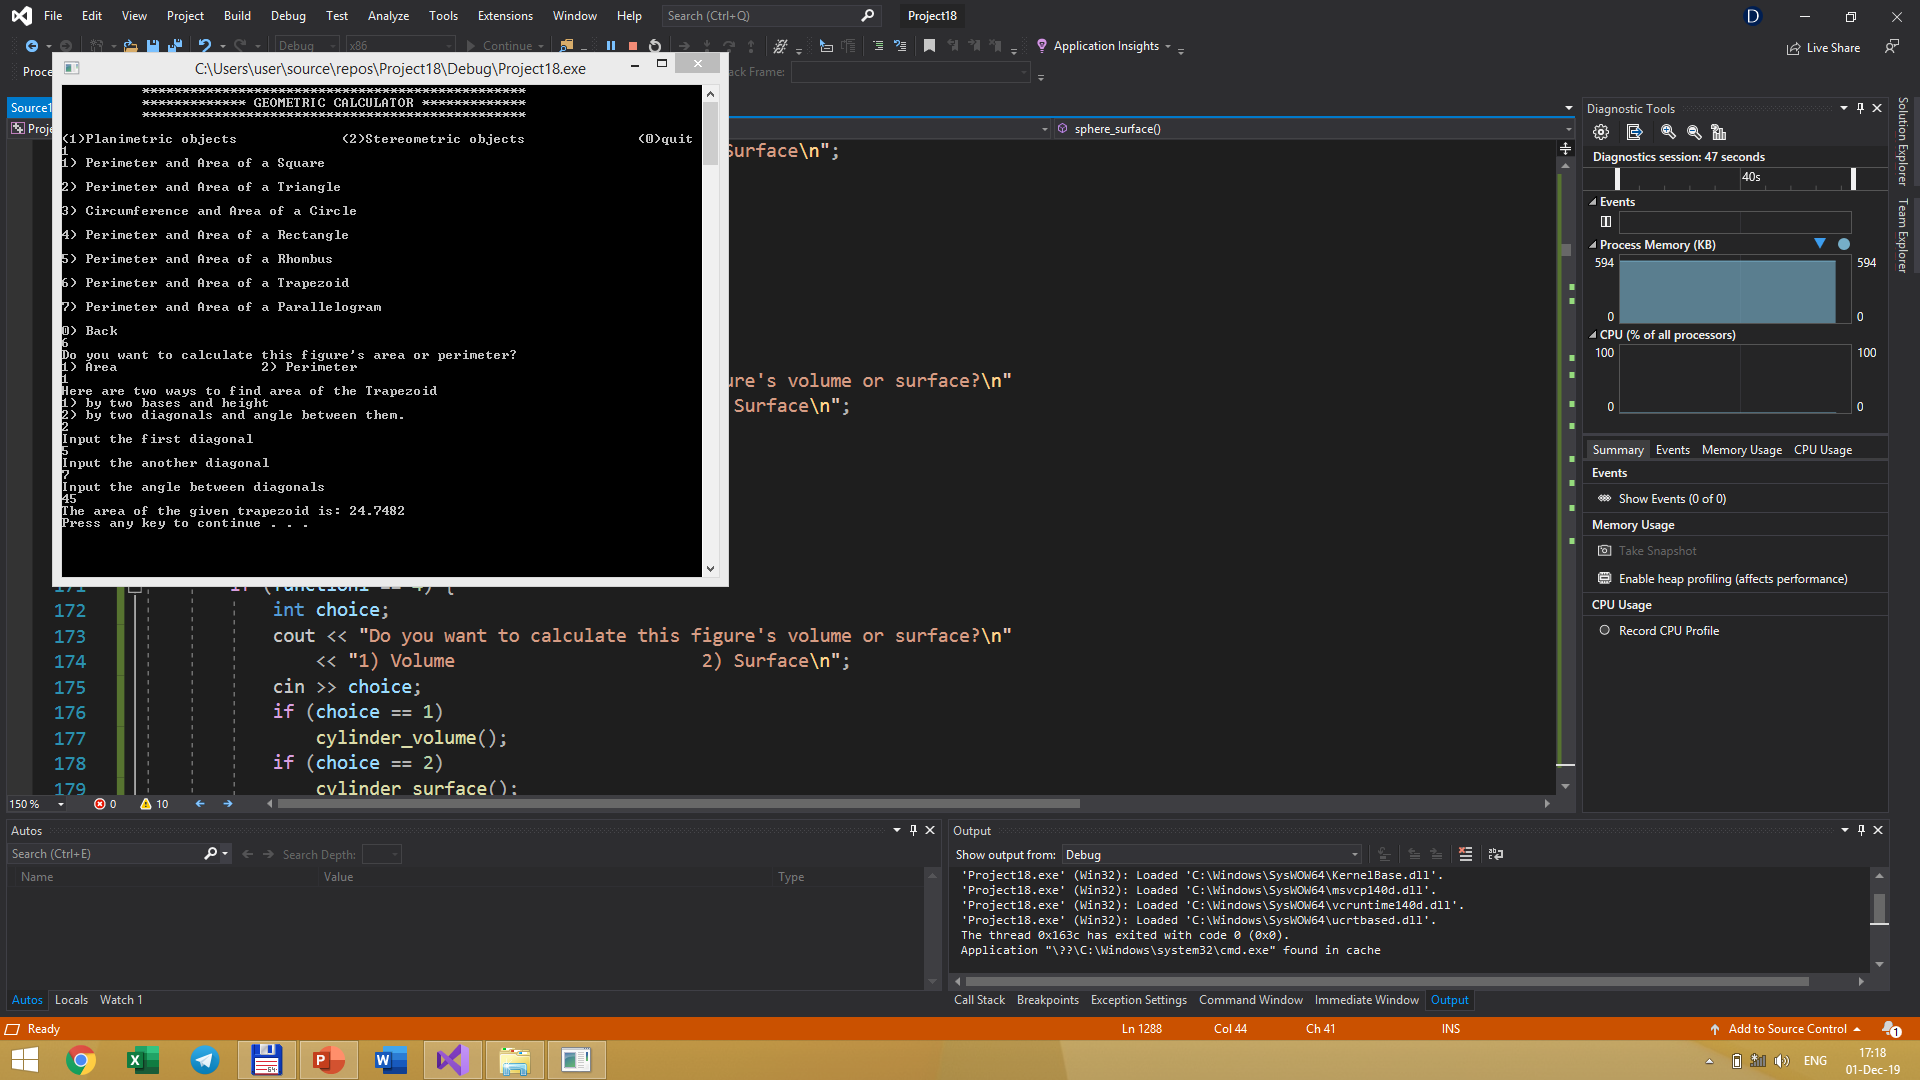 File Edit View Project Build Debug Test Analyze Tools Extensions Window Help Search (Ctrl+Q) Project18 D
Debug x86 Continue Application Insights Live Share
C:\Users\user\source\repos\Project18\Debug\Project18.exe
ck Frame:
Proce
Source1
Proje
sphere_surface()
************************************************
************* GEOMETRIC CALCULATOR *************
************************************************
(1)Planimetric objects (2)Stereometric objects (0)quit
1
1) Perimeter and Area of a Square
2) Perimeter and Area of a Triangle
3) Circumference and Area of a Circle
4) Perimeter and Area of a Rectangle
5) Perimeter and Area of a Rhombus
6) Perimeter and Area of a Trapezoid
7) Perimeter and Area of a Parallelogram
0) Back
6
Do you want to calculate this figure's area or perimeter?
1) Area 2) Perimeter
1
Here are two ways to find area of the Trapezoid
1) by two bases and height
2) by two diagonals and angle between them.
2
Input the first diagonal
5
Input the another diagonal
7
Input the angle between diagonals
45
The area of the given trapezoid is: 24.7482
Press any key to continue . . .
Surface\n";
ure's volume or surface?\n"
Surface\n";
171 if (function1 == 4) {
172 int choice;
173 cout << "Do you want to calculate this figure's volume or surface?\n"
174 << "1) Volume 2) Surface\n";
175 cin >> choice;
176 if (choice == 1)
177 cylinder_volume();
178 if (choice == 2)
179 cylinder_surface();
150 % 0 10
Diagnostic Tools
Diagnostics session: 47 seconds
40s
Events
Process Memory (KB)
594 594
0 0
CPU (% of all processors)
100 100
0 0
Summary Events Memory Usage CPU Usage
Events
Show Events (0 of 0)
Memory Usage
Take Snapshot
Enable heap profiling (affects performance)
CPU Usage
Record CPU Profile
Solution Explorer
Team Explorer
Autos
Search (Ctrl+E) Search Depth:
Name Value Type
Autos Locals Watch 1
Output
Show output from: Debug
'Project18.exe' (Win32): Loaded 'C:\Windows\SysWOW64\KernelBase.dll'.
'Project18.exe' (Win32): Loaded 'C:\Windows\SysWOW64\msvcp140d.dll'.
'Project18.exe' (Win32): Loaded 'C:\Windows\SysWOW64\vcruntime140d.dll'.
'Project18.exe' (Win32): Loaded 'C:\Windows\SysWOW64\ucrtbased.dll'.
The thread 0x163c has exited with code 0 (0x0).
Application "\??\C:\Windows\system32\cmd.exe" found in cache
Call Stack Breakpoints Exception Settings Command Window Immediate Window Output
Ready Ln 1288 Col 44 Ch 41 INS Add to Source Control 1
ENG 17:18
01-Dec-19